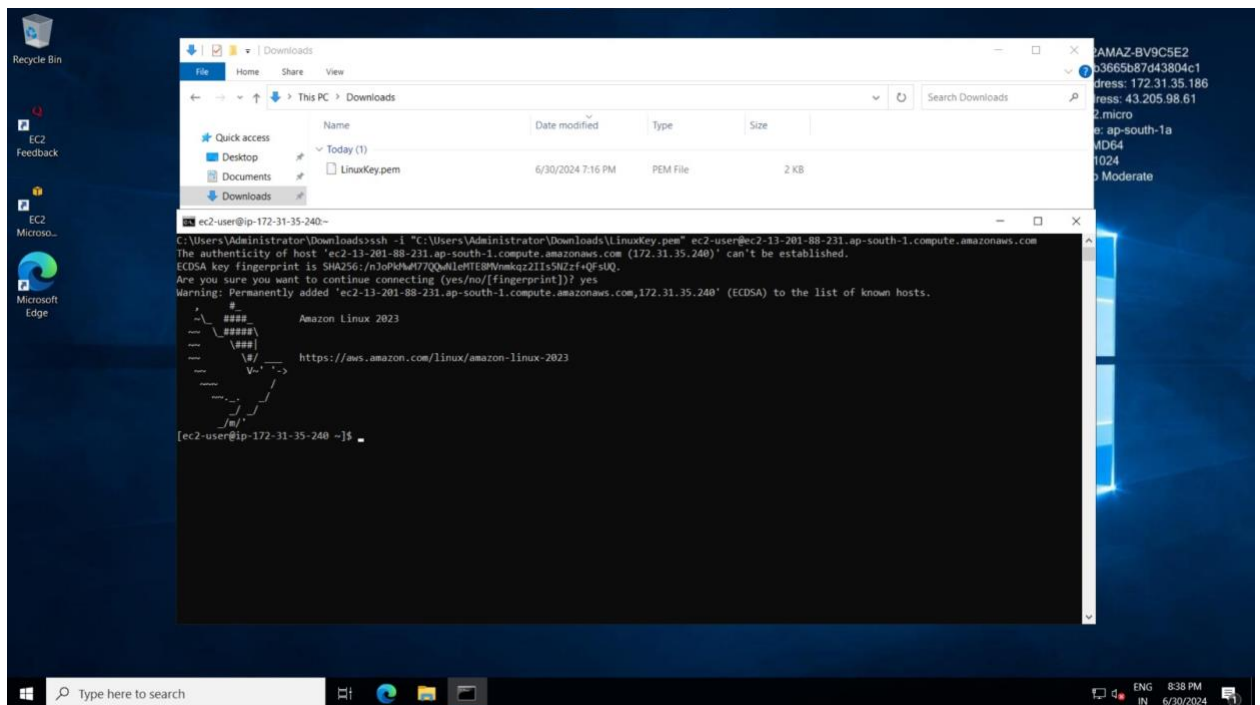 Recycle Bin
EC2
Feedback
EC2
Microso...
Microsoft
Edge
Downloads
File Home Share View
This PC > Downloads
Search Downloads
Name Date modified Type Size
Quick access
Desktop
Documents
Downloads
Today (1)
LinuxKey.pem 6/30/2024 7:16 PM PEM File 2 KB
2AMAZ-BV9C5E2
b3665b87d43804c1
dress: 172.31.35.186
ress: 43.205.98.61
2.micro
e: ap-south-1a
MD64
1024
o Moderate
ec2-user@ip-172-31-35-240:~
C:\Users\Administrator\Downloads>ssh -i "C:\Users\Administrator\Downloads\LinuxKey.pem" ec2-user@ec2-13-201-88-231.ap-south-1.compute.amazonaws.com
The authenticity of host 'ec2-13-201-88-231.ap-south-1.compute.amazonaws.com (172.31.35.240)' can't be established.
ECDSA key fingerprint is
Are you sure you want to continue connecting (yes/no/[fingerprint])? yes
Warning: Permanently added 'ec2-13-201-88-231.ap-south-1.compute.amazonaws.com,172.31.35.240' (ECDSA) to the list of known hosts.
Amazon Linux 2023
https://aws.amazon.com/linux/amazon-linux-2023
[ec2-user@ip-172-31-35-240 ~]$
Type here to search
ENG 8:38 PM
IN 6/30/2024